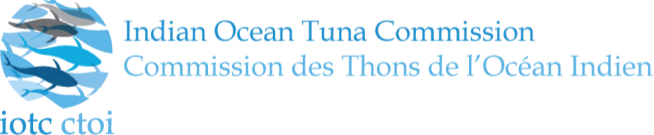 Indian Ocean Tuna Commission
Commission des Thons de l'Océan Indien
iotc ctoi